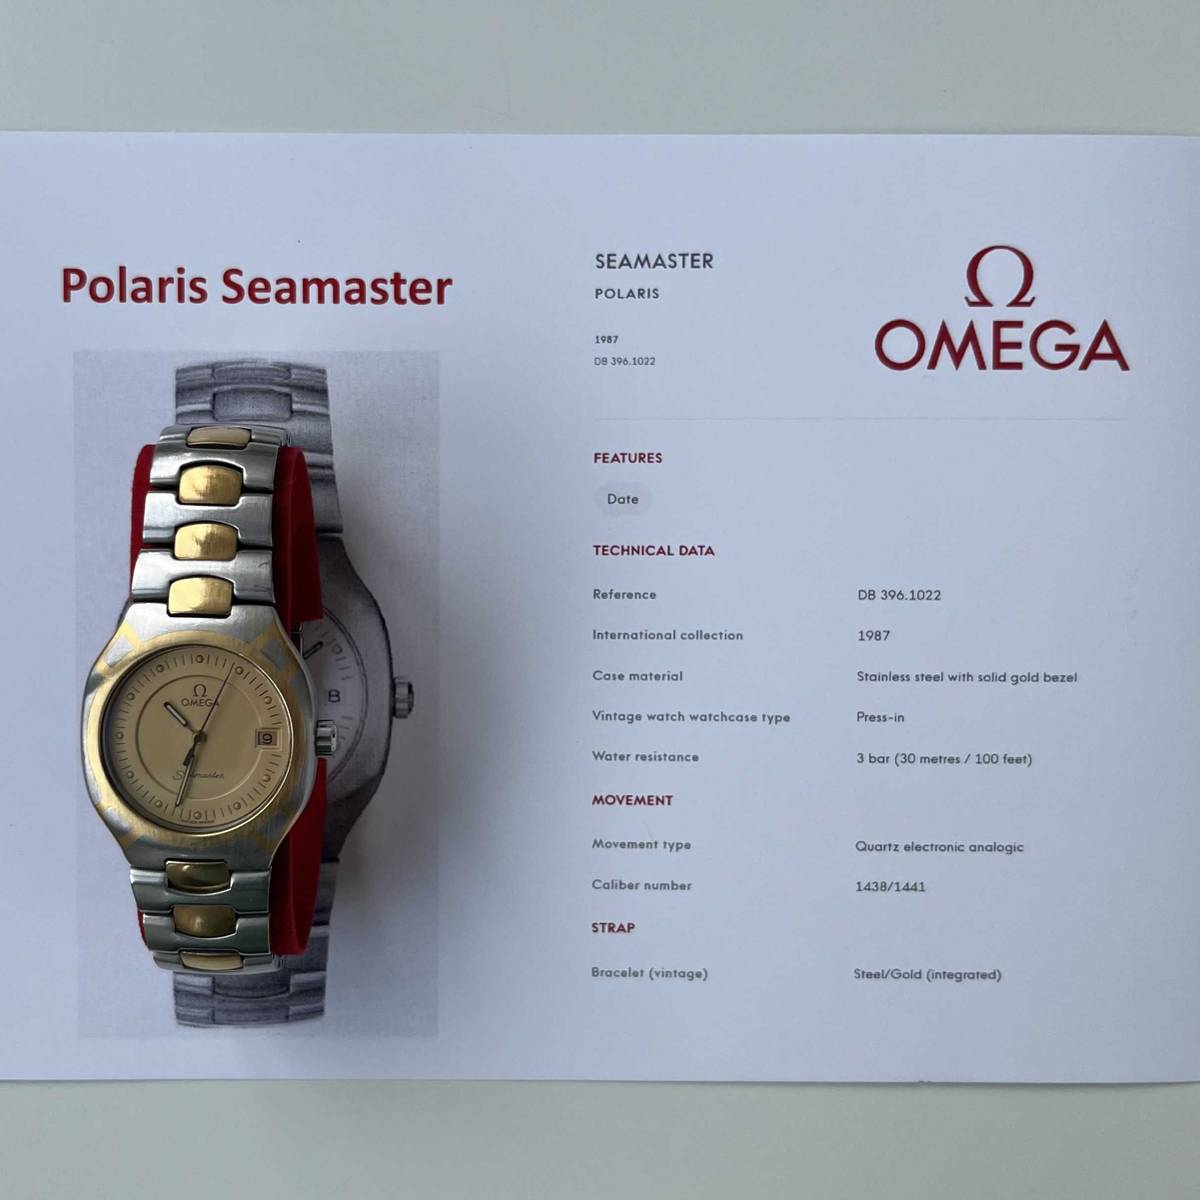 Polaris Seamaster
SEAMASTER
POLARIS
1987
DB 396.1022
Ω
OMEGA
FEATURES
Date
TECHNICAL DATA
Reference DB 396.1022
International collection 1987
Case material Stainless steel with solid gold bezel
Vintage watch watchcase type Press-in
Water resistance 3 bar (30 metres / 100 feet)
MOVEMENT
Movement type Quartz electronic analogic
Caliber number 1438/1441
STRAP
Bracelet (vintage) Steel/Gold (integrated)
Ω
OMEGA
19
Seamaster
8